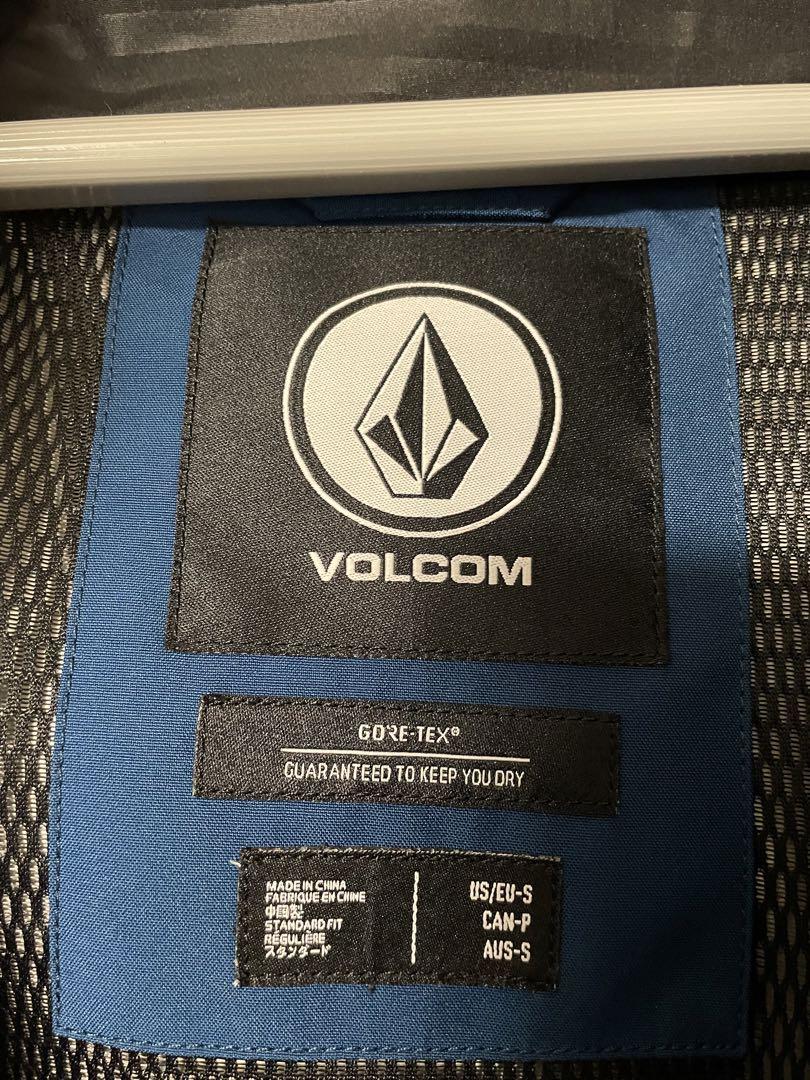 VOLCOM
GORE-TEX®
GUARANTEED TO KEEP YOU DRY
MADE IN CHINA
FABRIQUE EN CHINE
中国製
STANDARD FIT
RÉGULIÈRE
スタンダード
US/EU-S
CAN-P
AUS-S